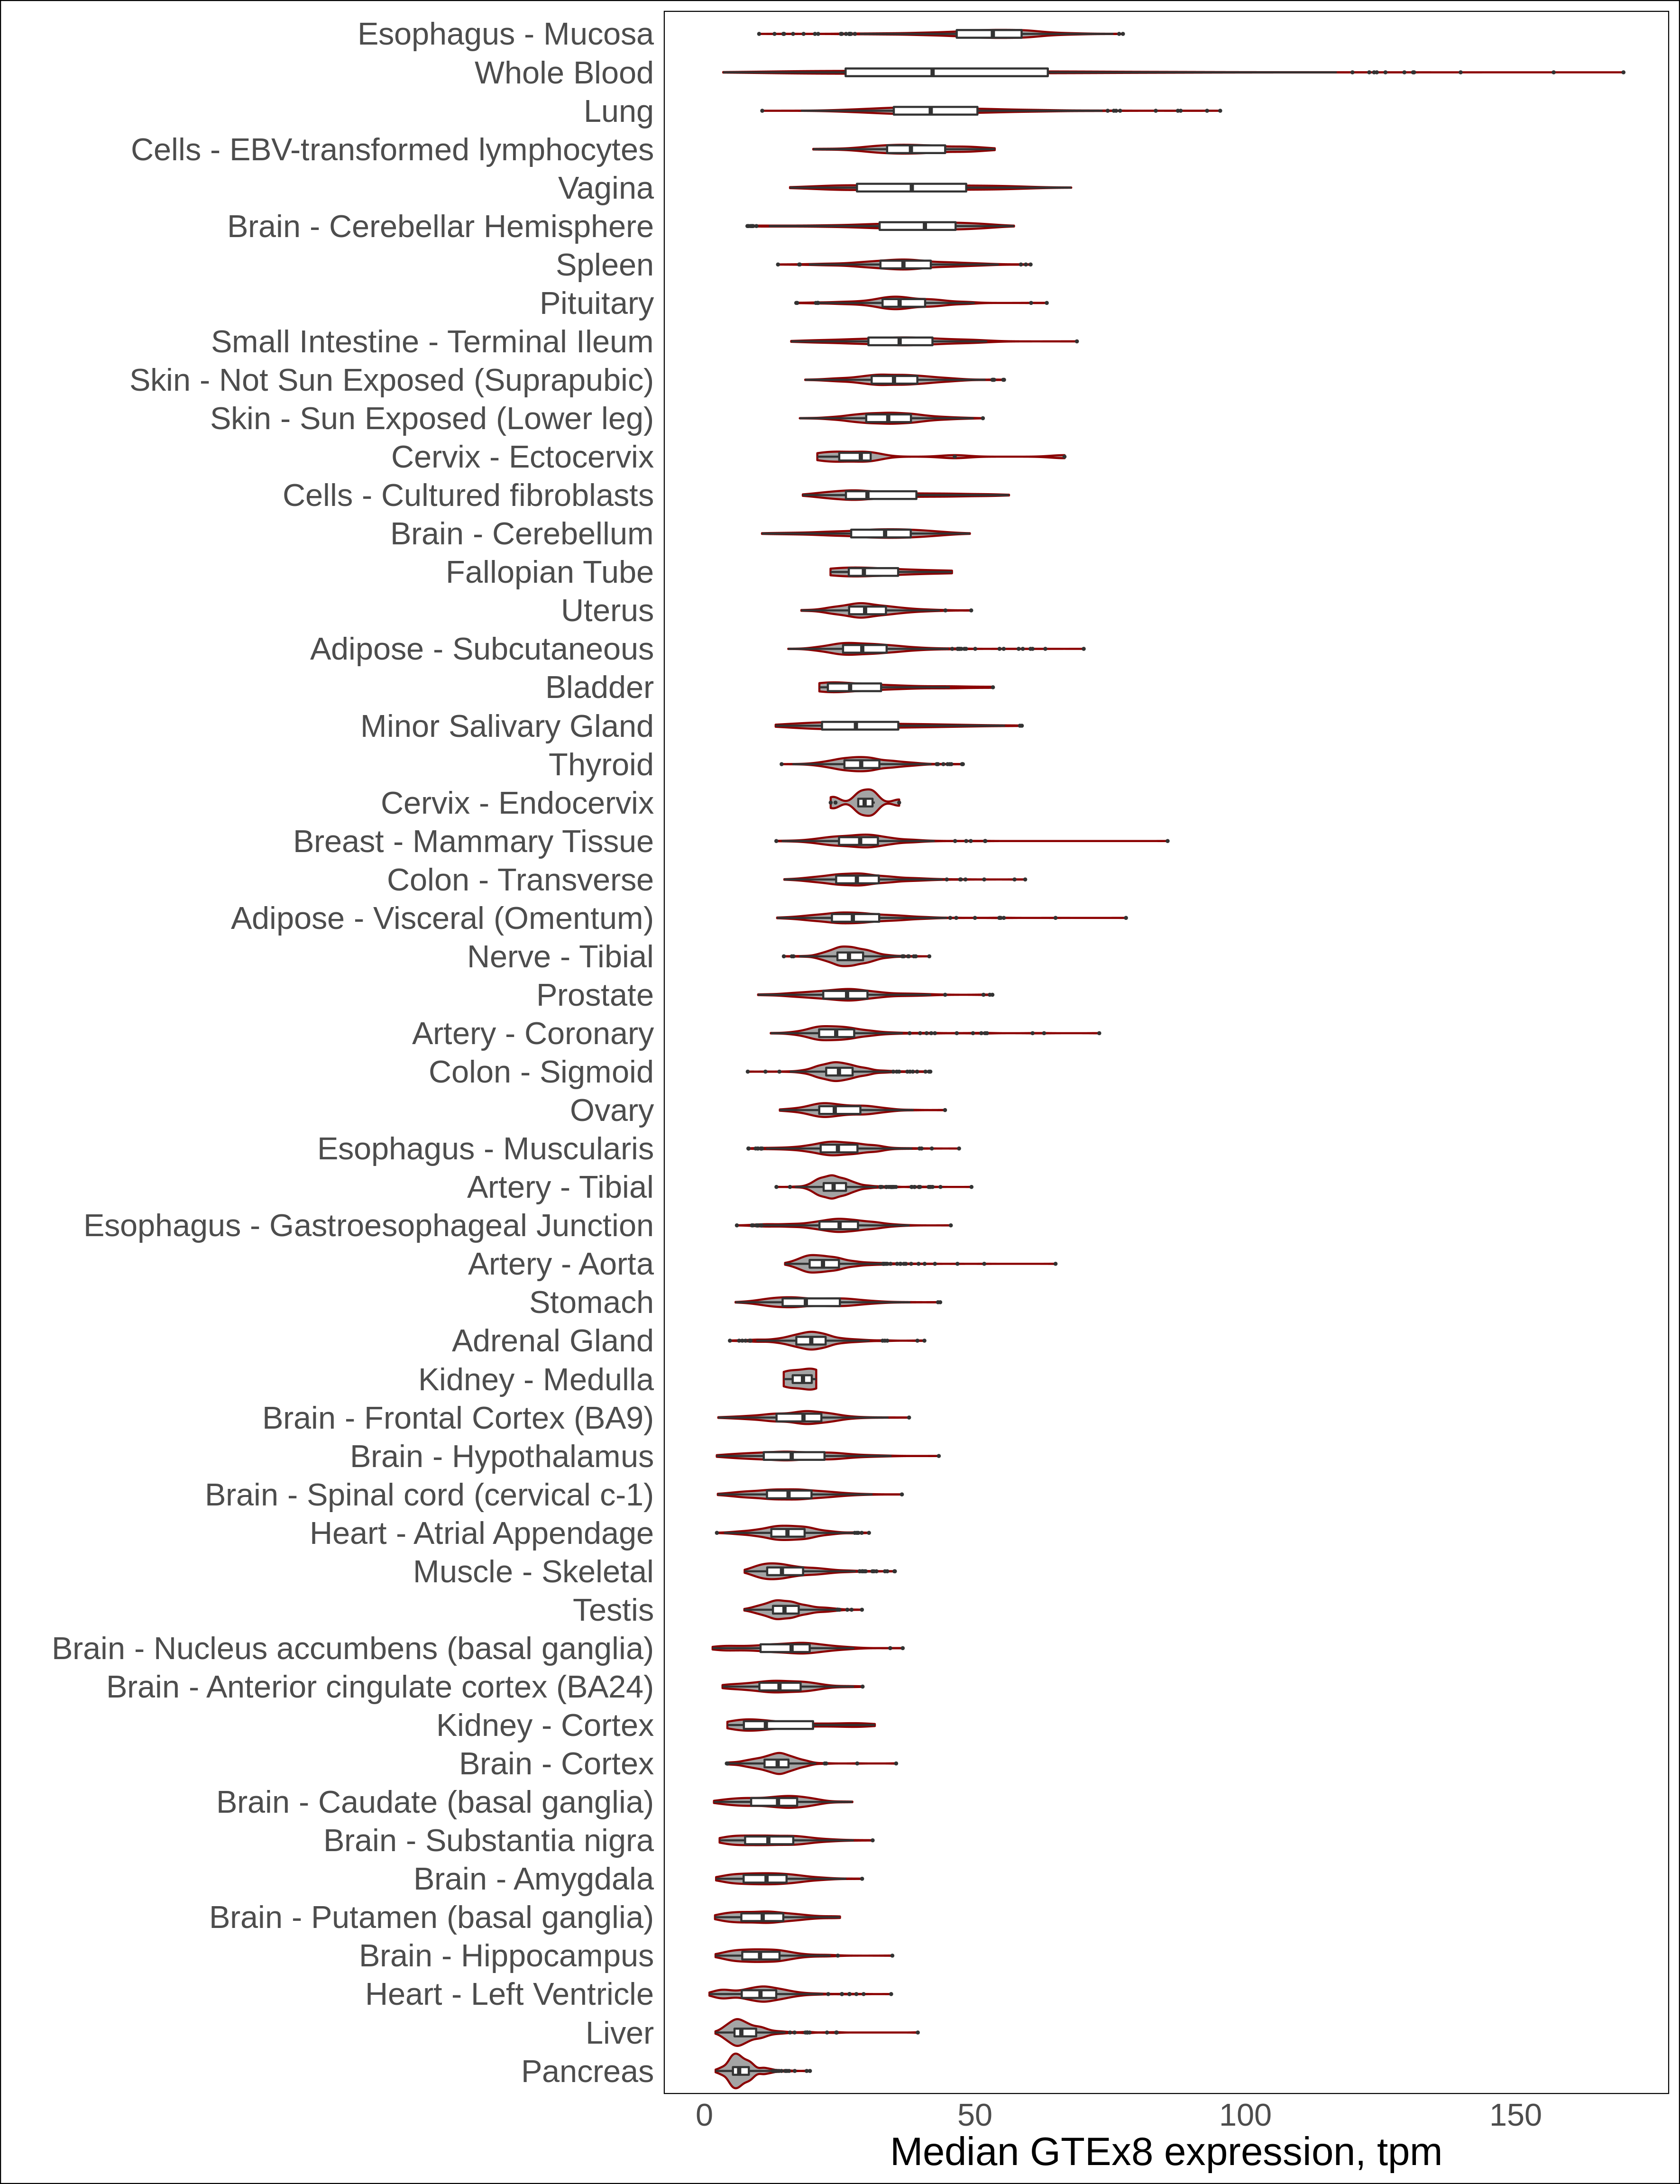 Esophagus - Mucosa
Whole Blood
Lung
Cells - EBV-transformed lymphocytes
Vagina
Brain - Cerebellar Hemisphere
Spleen
Pituitary
Small Intestine - Terminal Ileum
Skin - Not Sun Exposed (Suprapubic)
Skin - Sun Exposed (Lower leg)
Cervix - Ectocervix
Cells - Cultured fibroblasts
Brain - Cerebellum
Fallopian Tube
Uterus
Adipose - Subcutaneous
Bladder
Minor Salivary Gland
Thyroid
Cervix - Endocervix
Breast - Mammary Tissue
Colon - Transverse
Adipose - Visceral (Omentum)
Nerve - Tibial
Prostate
Artery - Coronary
Colon - Sigmoid
Ovary
Esophagus - Muscularis
Artery - Tibial
Esophagus - Gastroesophageal Junction
Artery - Aorta
Stomach
Adrenal Gland
Kidney - Medulla
Brain - Frontal Cortex (BA9)
Brain - Hypothalamus
Brain - Spinal cord (cervical c-1)
Heart - Atrial Appendage
Muscle - Skeletal
Testis
Brain - Nucleus accumbens (basal ganglia)
Brain - Anterior cingulate cortex (BA24)
Kidney - Cortex
Brain - Cortex
Brain - Caudate (basal ganglia)
Brain - Substantia nigra
Brain - Amygdala
Brain - Putamen (basal ganglia)
Brain - Hippocampus
Heart - Left Ventricle
Liver
Pancreas
0 50 100 150
Median GTEx8 expression, tpm